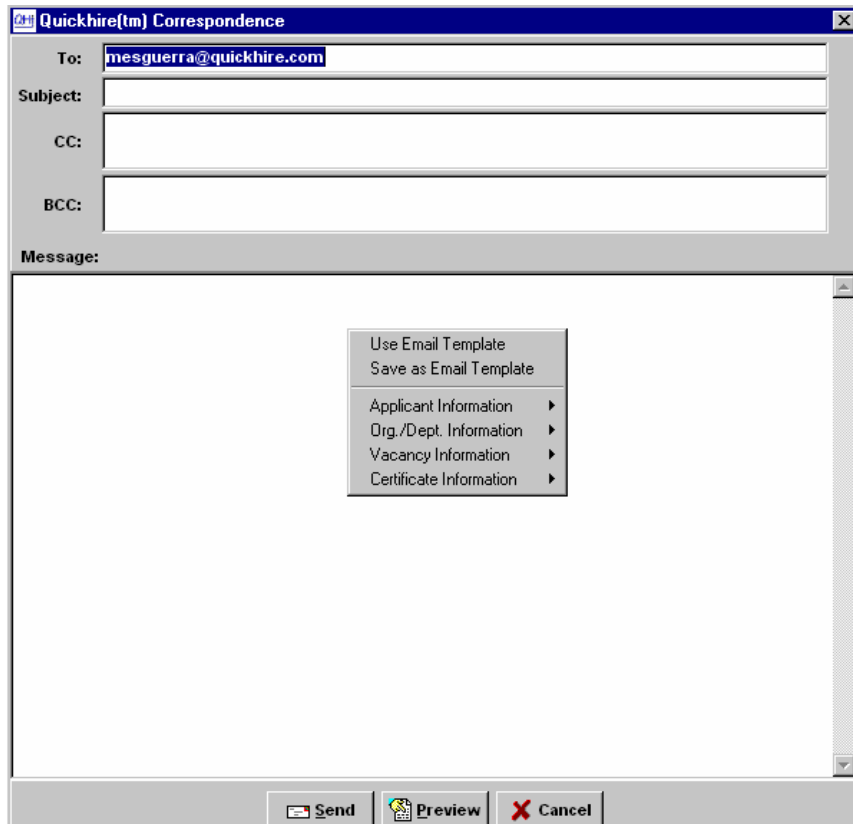 QH Quickhire(tm) Correspondence
To: mesguerra@quickhire.com
Subject:
CC:
BCC:
Message:
Use Email Template
Save as Email Template
Applicant Information
Org./Dept. Information
Vacancy Information
Certificate Information
Send Preview Cancel